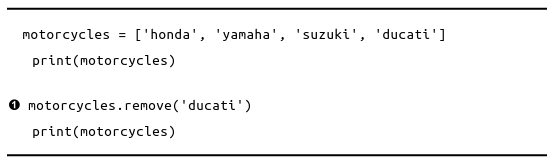 motorcycles = ['honda', 'yamaha', 'suzuki', 'ducati']
print(motorcycles)
❶ motorcycles.remove('ducati')
print(motorcycles)